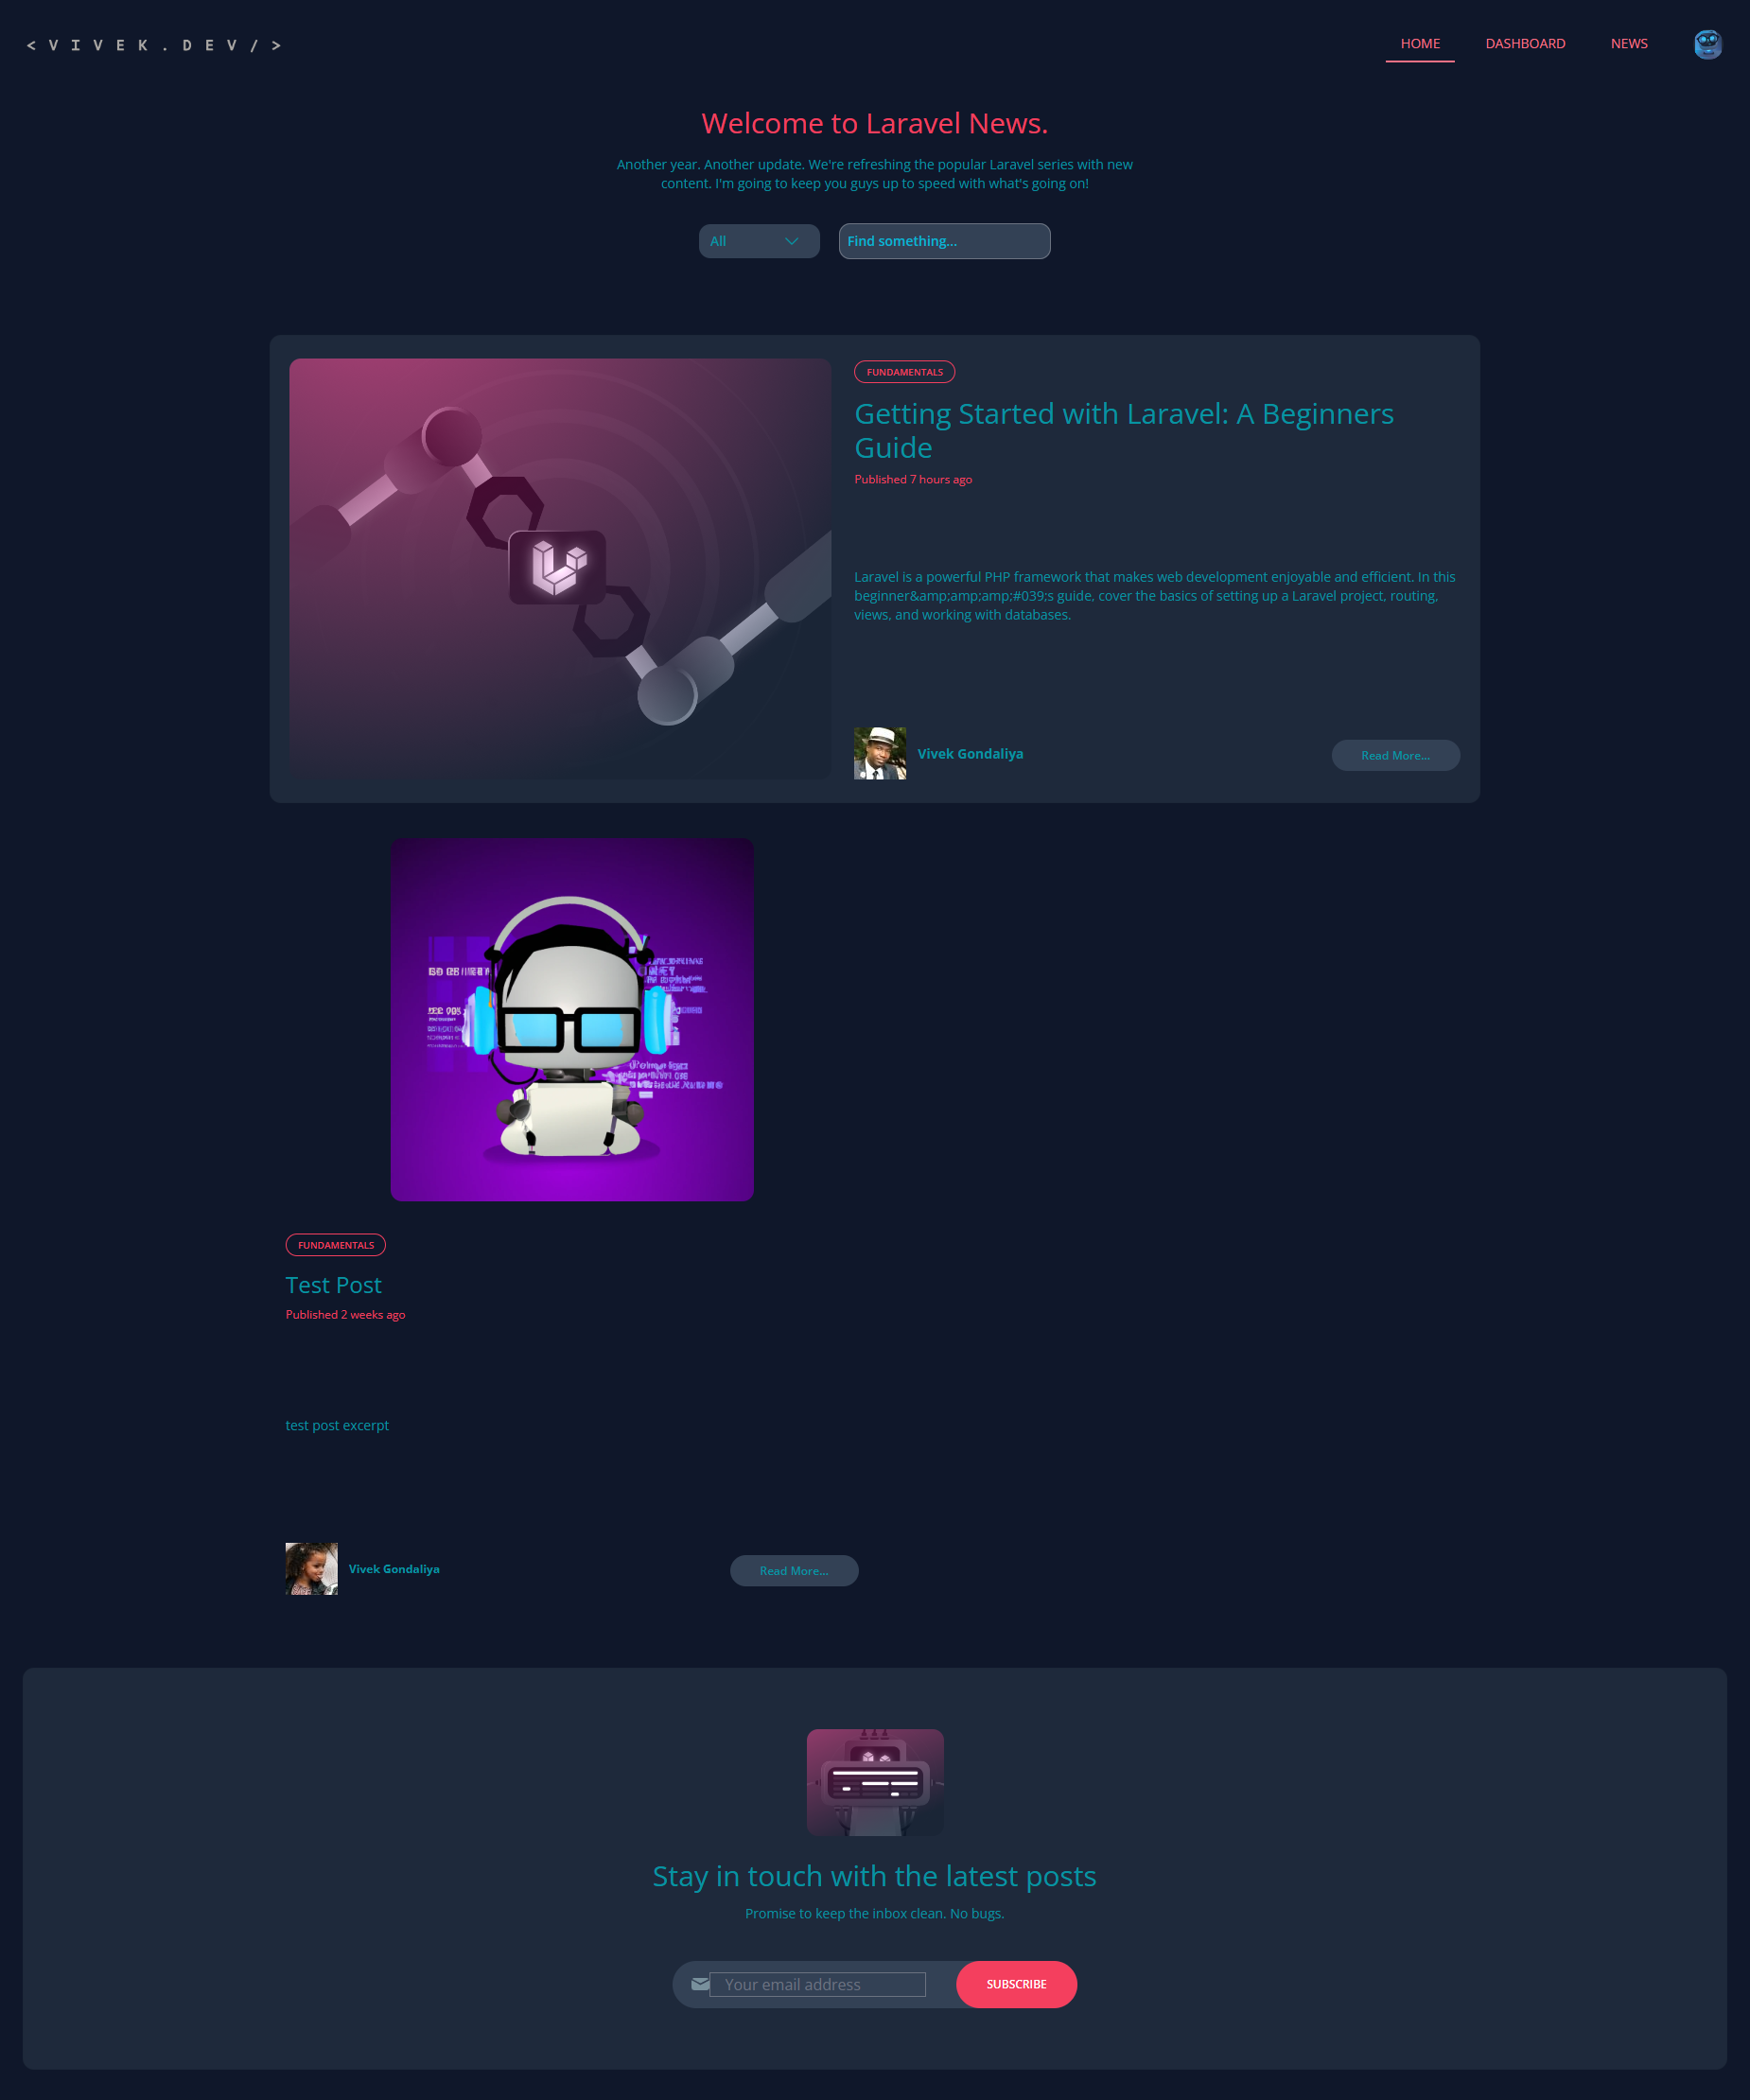 <VIVEK.DEV/>
HOME DASHBOARD NEWS
Welcome to Laravel News.
Another year. Another update. We're refreshing the popular Laravel series with new
content. I'm going to keep you guys up to speed with what's going on!
All
Find something...
FUNDAMENTALS
Getting Started with Laravel: A Beginners
Guide
Published 7 hours ago
Laravel is a powerful PHP framework that makes web development enjoyable and efficient. In this
beginner&amp;amp;amp;#039;s guide, cover the basics of setting up a Laravel project, routing,
views, and working with databases.
Vivek Gondaliya
Read More...
FUNDAMENTALS
Test Post
Published 2 weeks ago
test post excerpt
Vivek Gondaliya
Read More...
Stay in touch with the latest posts
Promise to keep the inbox clean. No bugs.
Your email address
SUBSCRIBE